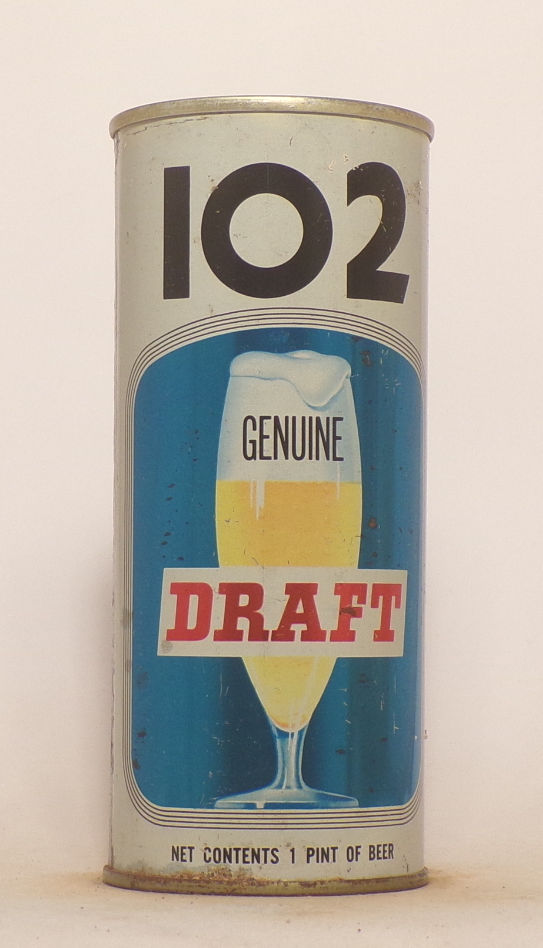 102
GENUINE
DRAFT
NET CONTENTS 1 PINT OF BEER